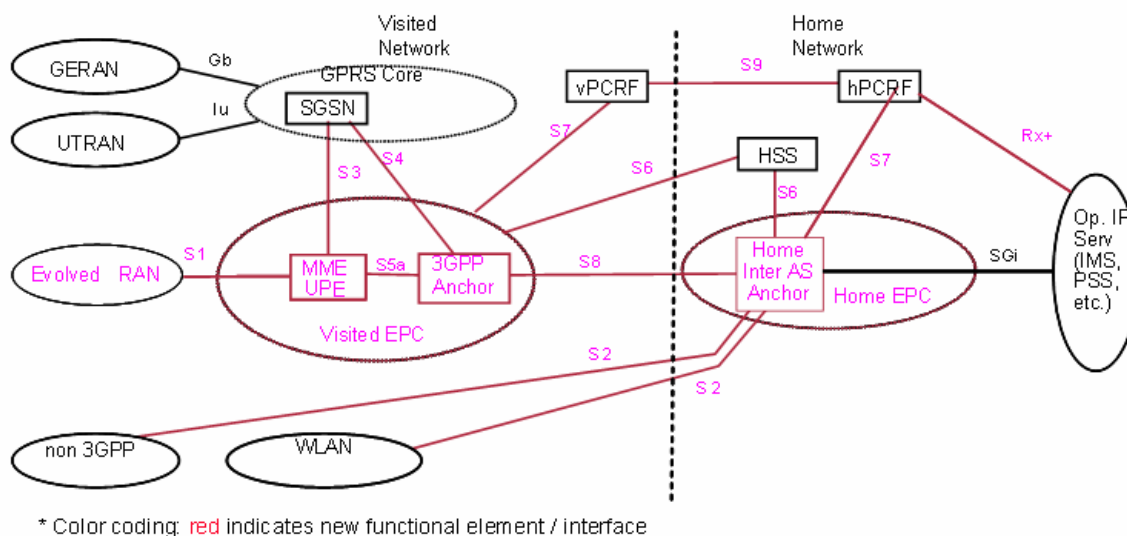 Visited
Network
Home
Network
GERAN
Gb
GPRS Core
SGSN
vPCRF
S9
hPCRF
Iu
UTRAN
S3
S4
S7
S6
HSS
S6
S7
Rx+
Evolved RAN
S1
MME
UPE
S5a
3GPP
Anchor
Visited EPC
S8
Home
Inter AS
Anchor
Home EPC
SGi
Op. IP
Serv
(IMS,
PSS,
etc.)
S2
S2
non 3GPP
WLAN
* Color coding: red indicates new functional element / interface